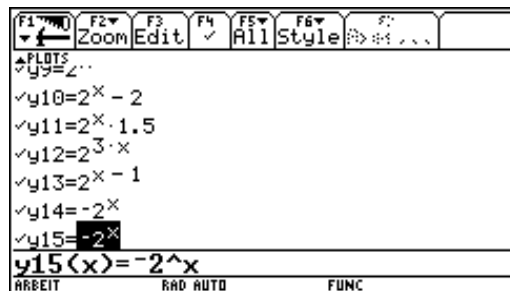 F1 F2 F3 F4 F5 F6
Zoom Edit ✓ All Style
PLOTS
✓y10=2^x - 2
✓y11=2^x·1.5
✓y12=2^3·x
✓y13=2^x - 1
✓y14=-2^x
✓y15=-2^x
y15(x)=-2^x
ARBEIT RAD AUTO FUNC